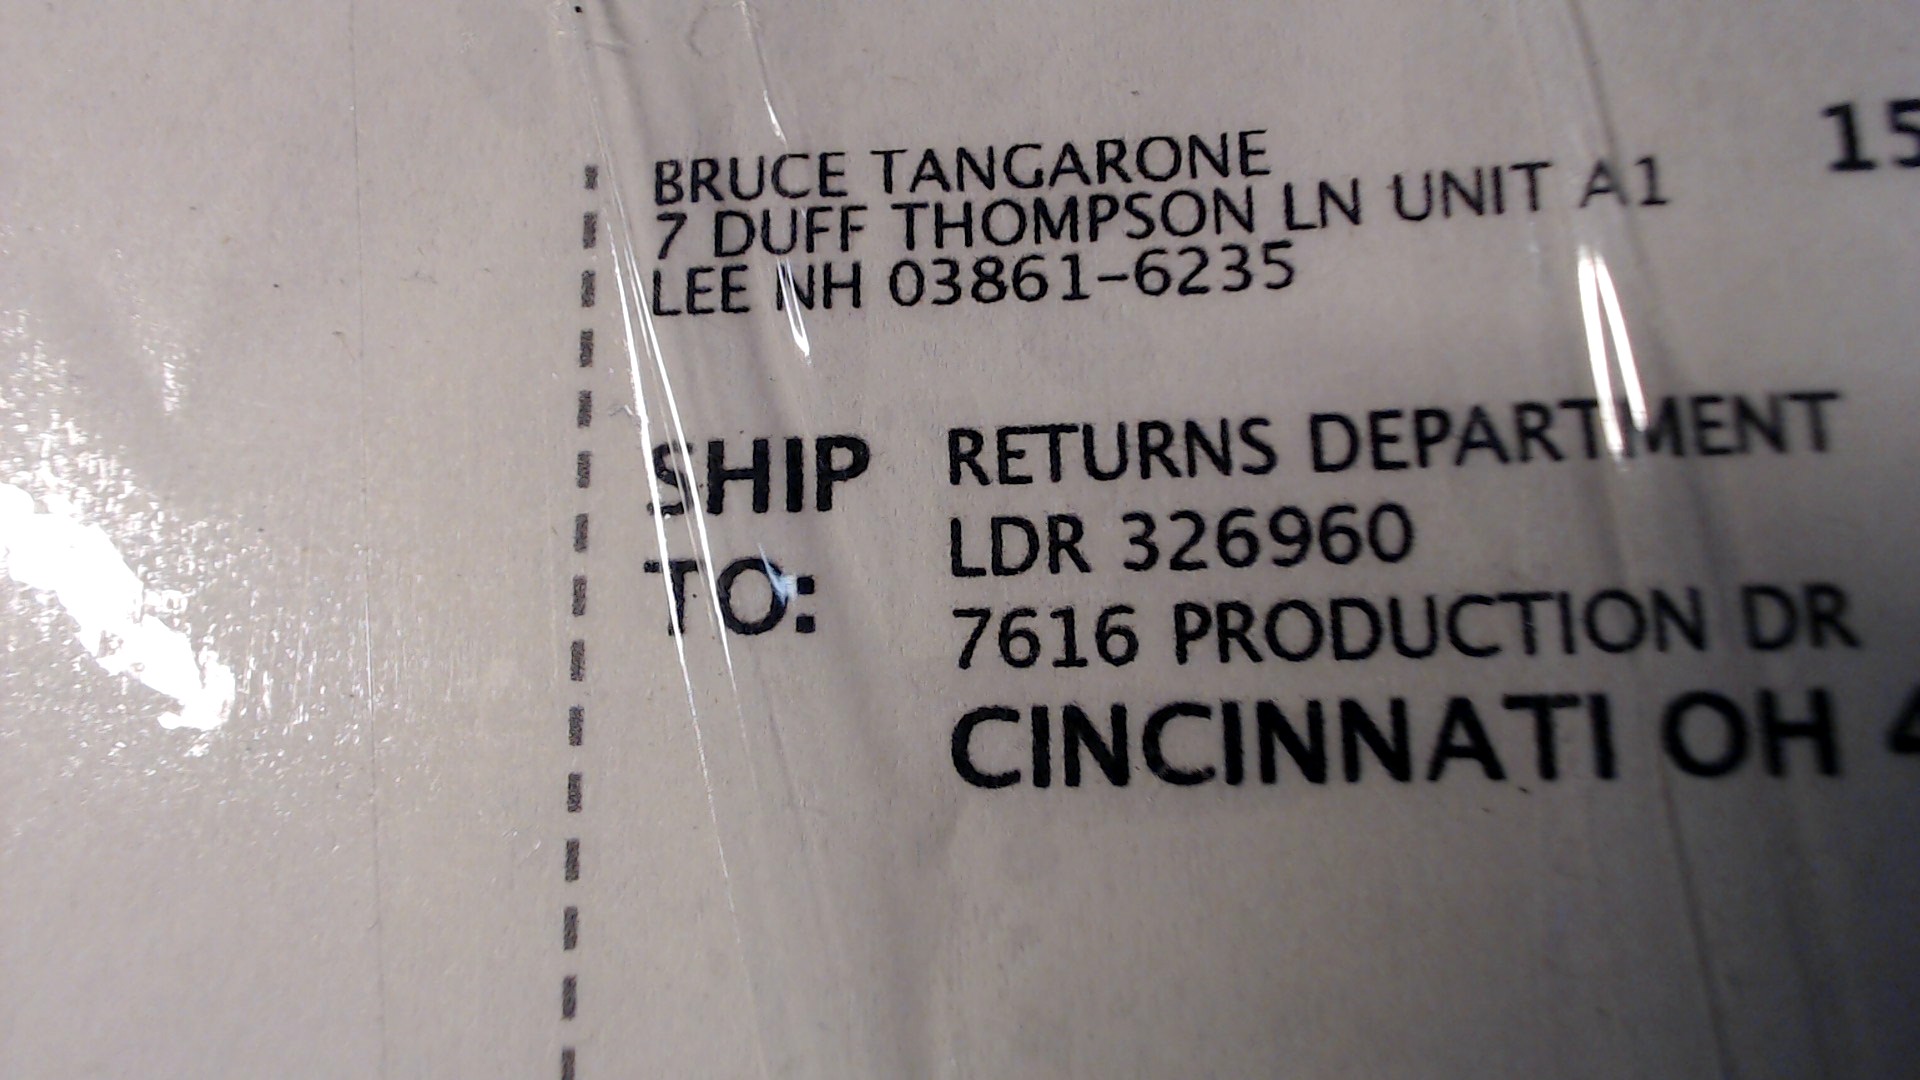 BRUCE TANGARONE
7 DUFF THOMPSON LN UNIT A1
LEE NH 03861-6235
15
SHIP TO:
RETURNS DEPARTMENT
LDR 326960
7616 PRODUCTION DR
CINCINNATI OH 4